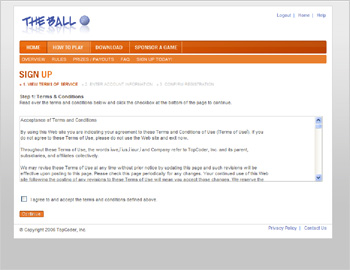 THE BALL
Logout | Home | Help
HOME HOW TO PLAY DOWNLOAD SPONSOR A GAME
OVERVIEW RULES PRIZES / PAYOUTS FAQ SIGN UP TODAY!
SIGN UP
1. VIEW TERMS OF SERVICE 2. ENTER ACCOUNT INFORMATION 3. CONFIRM REGISTRATION
Step 1: Terms & Conditions
Read over the terms and conditions below and click the checkbox at the bottom of the page to continue.
Acceptance of Terms and Conditions
By using this Web site you are indicating your agreement to these Terms and Conditions of Use (Terms of Use). If you
do not agree to these Terms of Use, please do not use the Web site and exit now.
Throughout these Terms of Use, the words "us," "we," "our," and Company refer to TopCoder, Inc. and its parent,
subsidiaries, and affiliates collectively.
We may revise these Terms of Use at any time without prior notice by updating this page and such revisions will be
effective upon posting to this page. Please check this page periodically for any changes. Your continued use of this Web
site following the posting of any revisions to these Terms of Use will mean you accept those changes. We reserve the
I agree to and accept the terms and conditions defined above
Continue
Privacy Policy | Contact Us
© Copyright 2006 TopCoder, Inc.